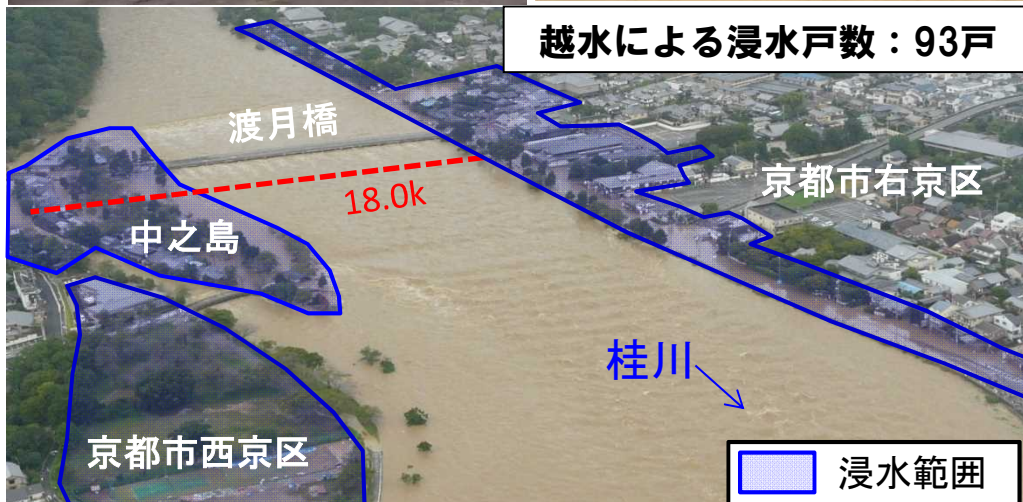 越水による浸水戸数：93戸
渡月橋
18.0k
京都市右京区
中之島
桂川
京都市西京区
浸水範囲